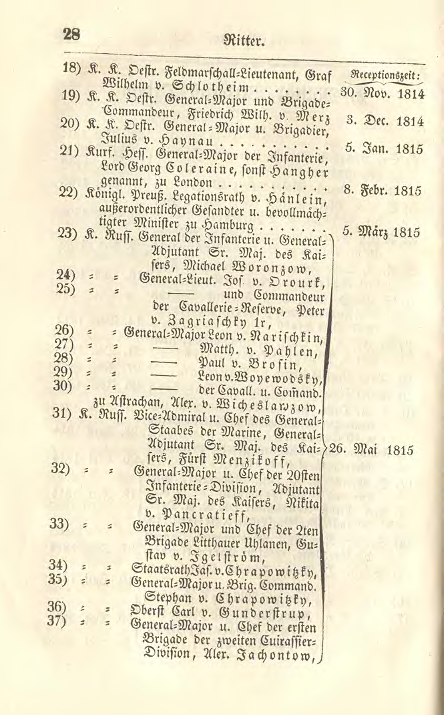 28
Ritter.
18) K. K. Oestr. Feldmarschall-Lieutenant, Graf
Wilhelm v. Schlotheim . . . . . . . .
Receptionszeit:
30. Nov. 1814
19) K. K. Oestr. General-Major und Brigade-
Commandeur, Friedrich Wilh. v. Merz
3. Dec. 1814
20) K. K. Oestr. General-Major u. Brigadier,
Julius v. Haynau . . . . . . . . . .
5. Jan. 1815
21) Kurf. Hess. General-Major der Infanterie,
Lord Georg Coleraine, sonst Hangher
genannt, zu London . . . . . . . . .
8. Febr. 1815
22) Königl. Preuß. Legationsrath v. Hänlein,
außerordentlicher Gesandter u. bevollmäch-
tigter Minister zu Hamburg . . . . . .
5. März 1815
23) K. Russ. General der Infanterie u. General-
Adjutant Sr. Maj. des Kai-
sers, Michael Woronzow,
24) = = General-Lieut. Jos v. Orourk,
25) = = —— und Commandeur
der Cavallerie-Reserve, Peter
v. Zagriaschky 1r,
26) = = General-Major Leon v. Narischkin,
27) = = —— Matth. v. Pahlen,
28) = = —— Paul v. Brosin,
29) = = —— Leon v. Woyewodsky,
30) = = —— der Cavall. u. Com̃and.
zu Astrachan, Alex. v. Wicheslawzow,
31) K. Russ. Vice-Admiral u. Chef des General-
Staabes der Marine, General-
Adjutant Sr. Maj. des Kai-
sers, Fürst Menzikoff,
26. Mai 1815
32) = = General-Major u. Chef der 20sten
Infanterie-Division, Adjutant
Sr. Maj. des Kaisers, Nikita
v. Pancratieff,
33) = = General-Major und Chef der 2ten
Brigade Litthauer Uhlanen, Gu-
stav v. Igelström,
34) = = Staatsrath Jas. v. Chrapowitzky,
35) = = General-Major u. Brig. Command.
Stephan v. Chrapowitzky,
36) = = Oberst Carl v. Gunderstrup,
37) = = General-Major u. Chef der ersten
Brigade der zweiten Cuirassier-
Division, Alex. Jachontow,